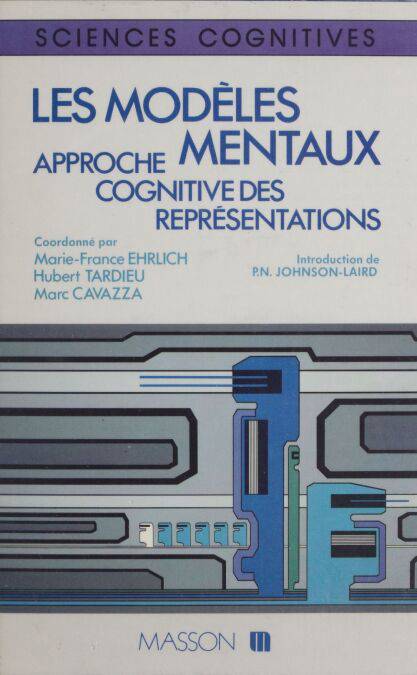 SCIENCES COGNITIVES
LES MODÈLES
MENTAUX
APPROCHE
COGNITIVE DES
REPRÉSENTATIONS
Coordonné par
Marie-France EHRLICH
Hubert TARDIEU
Marc CAVAZZA
Introduction de
P.N. JOHNSON-LAIRD
MASSON m